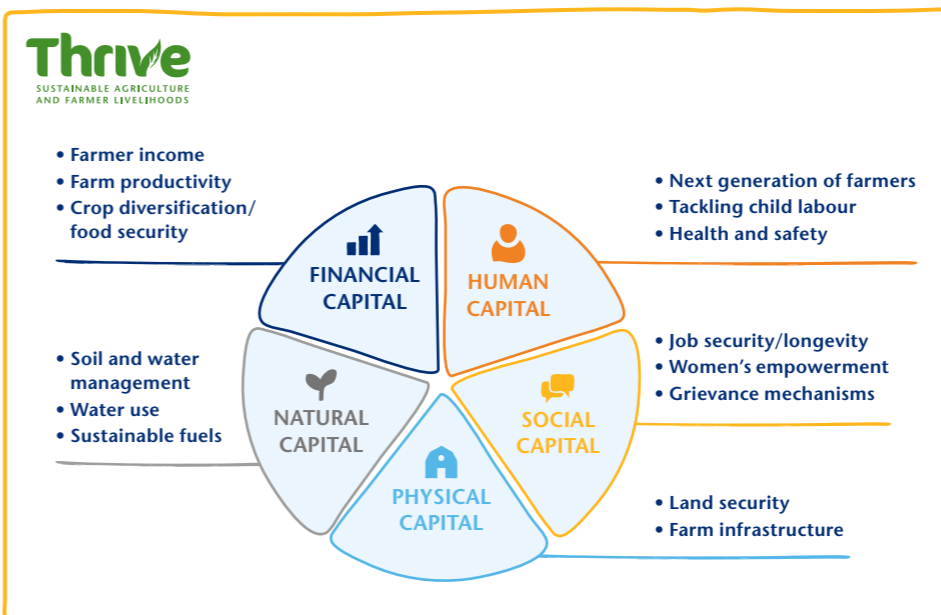 Thrive
SUSTAINABLE AGRICULTURE
AND FARMER LIVELIHOODS
• Farmer income
• Farm productivity
• Crop diversification/
food security
FINANCIAL
CAPITAL
HUMAN
CAPITAL
• Next generation of farmers
• Tackling child labour
• Health and safety
• Soil and water
management
• Water use
• Sustainable fuels
NATURAL
CAPITAL
SOCIAL
CAPITAL
• Job security/longevity
• Women’s empowerment
• Grievance mechanisms
PHYSICAL
CAPITAL
• Land security
• Farm infrastructure